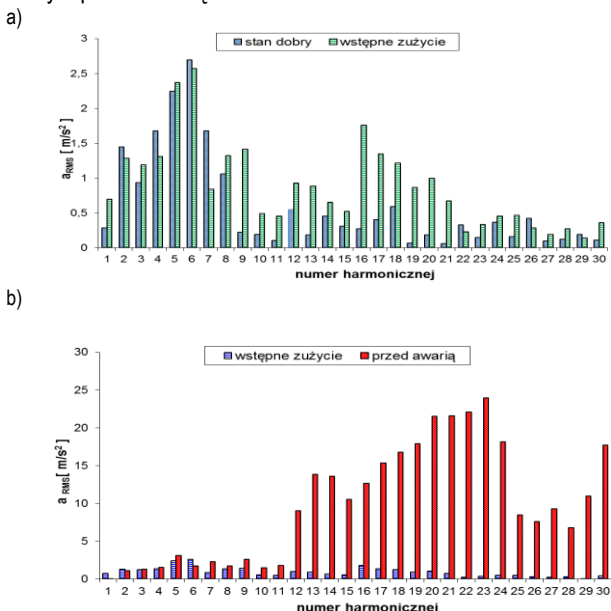 a)
3
stan dobry wstępne zużycie
2,5
2
1,5
1
0,5
0
aRMS [ m/s² ]
1 2 3 4 5 6 7 8 9 10 11 12 13 14 15 16 17 18 19 20 21 22 23 24 25 26 27 28 29 30
numer harmonicznej
b)
30
wstępne zużycie przed awarią
25
20
15
10
5
0
a RMS[ m/s² ]
1 2 3 4 5 6 7 8 9 10 11 12 13 14 15 16 17 18 19 20 21 22 23 24 25 26 27 28 29 30
numer harmonicznej